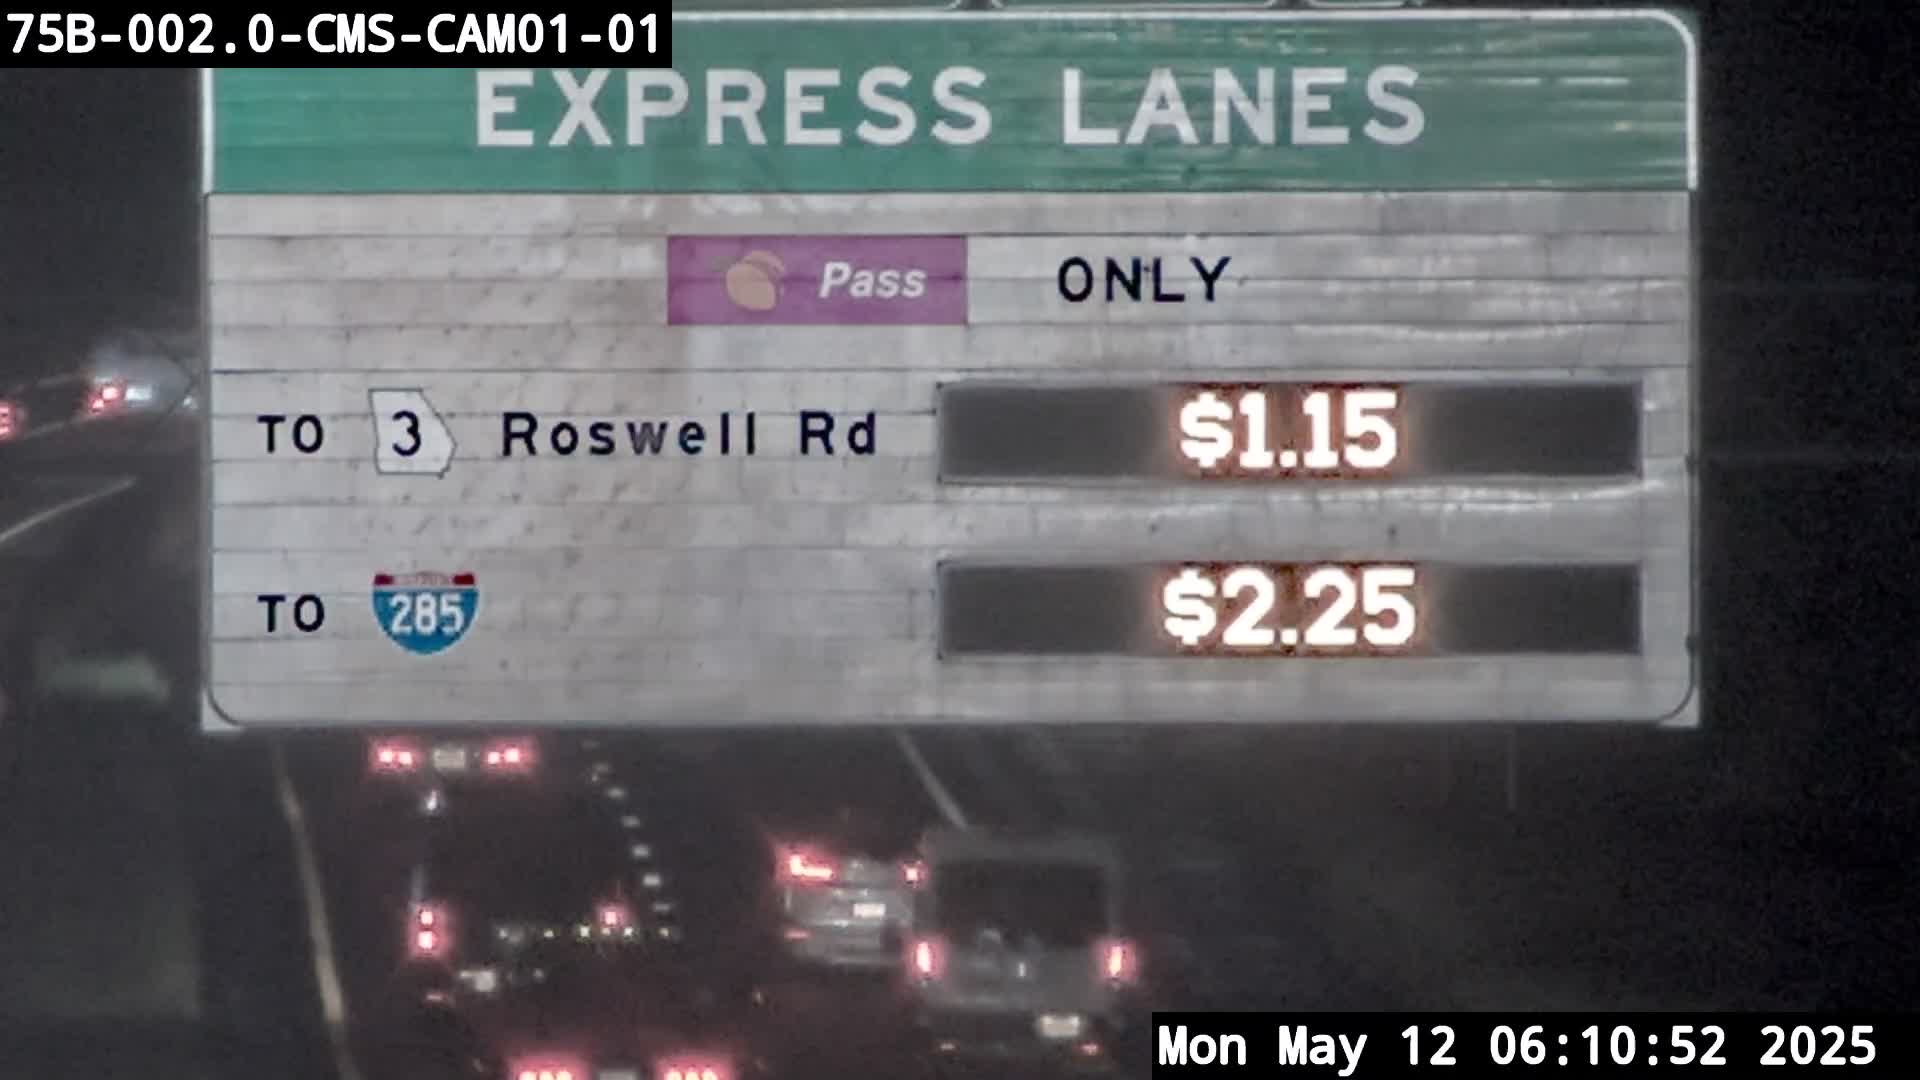 75B-002.0-CMS-CAM01-01
EXPRESS LANES
Pass ONLY
TO 3 Roswell Rd $1.15
TO 285 $2.25
Mon May 12 06:10:52 2025